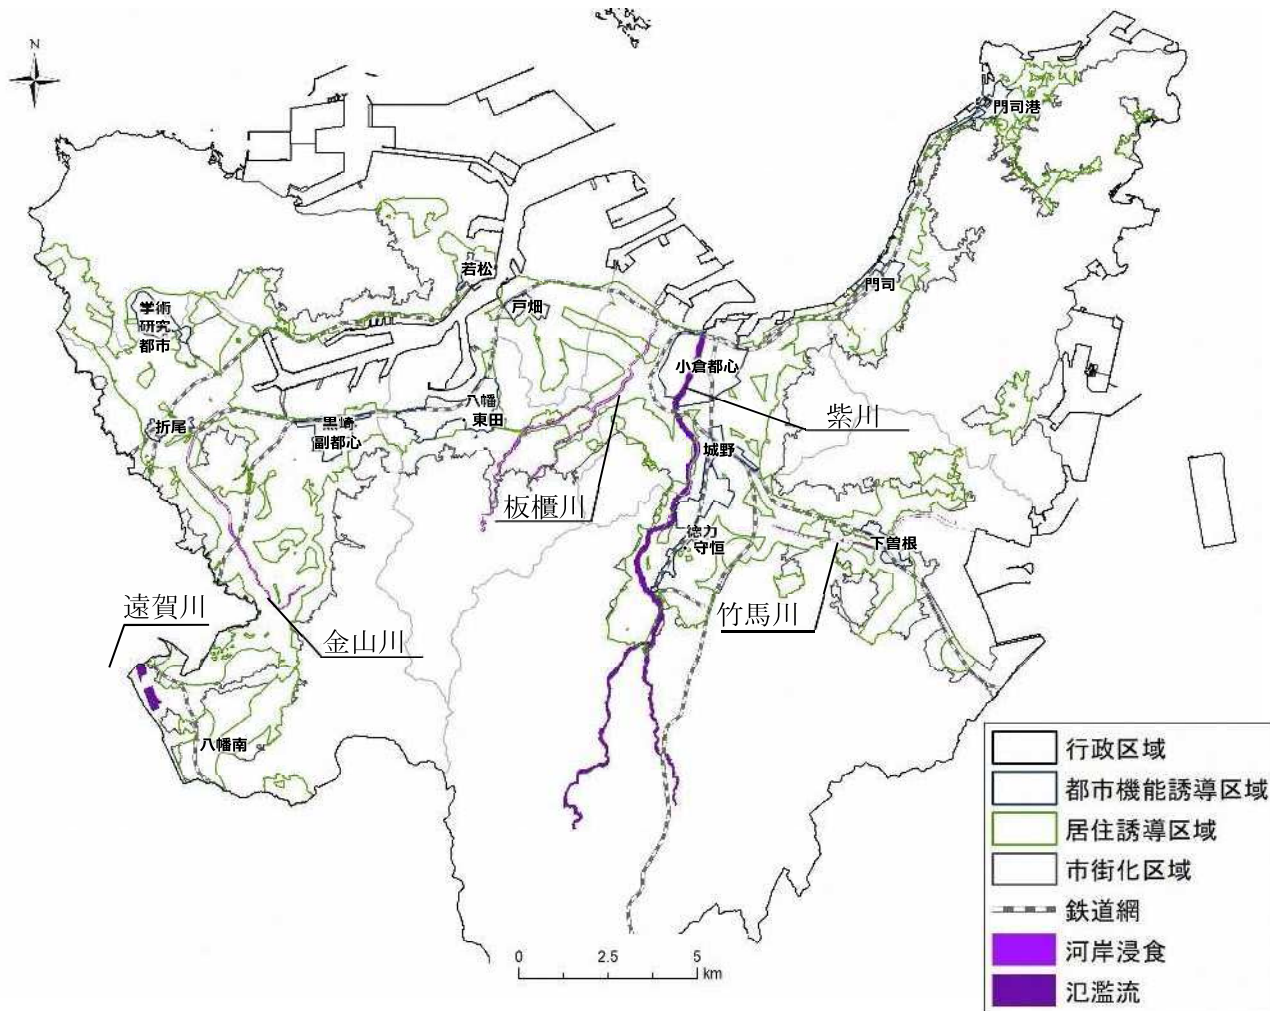 N
門司港
若松
門司
戸畑
学術
研究
都市
小倉都心
八幡
東田
折尾
黒崎
副都心
紫川
城野
板櫃川
徳力
守恒
下曽根
遠賀川
竹馬川
金山川
八幡南
行政区域
都市機能誘導区域
居住誘導区域
市街化区域
鉄道網
河岸浸食
氾濫流
0 2.5 5
km